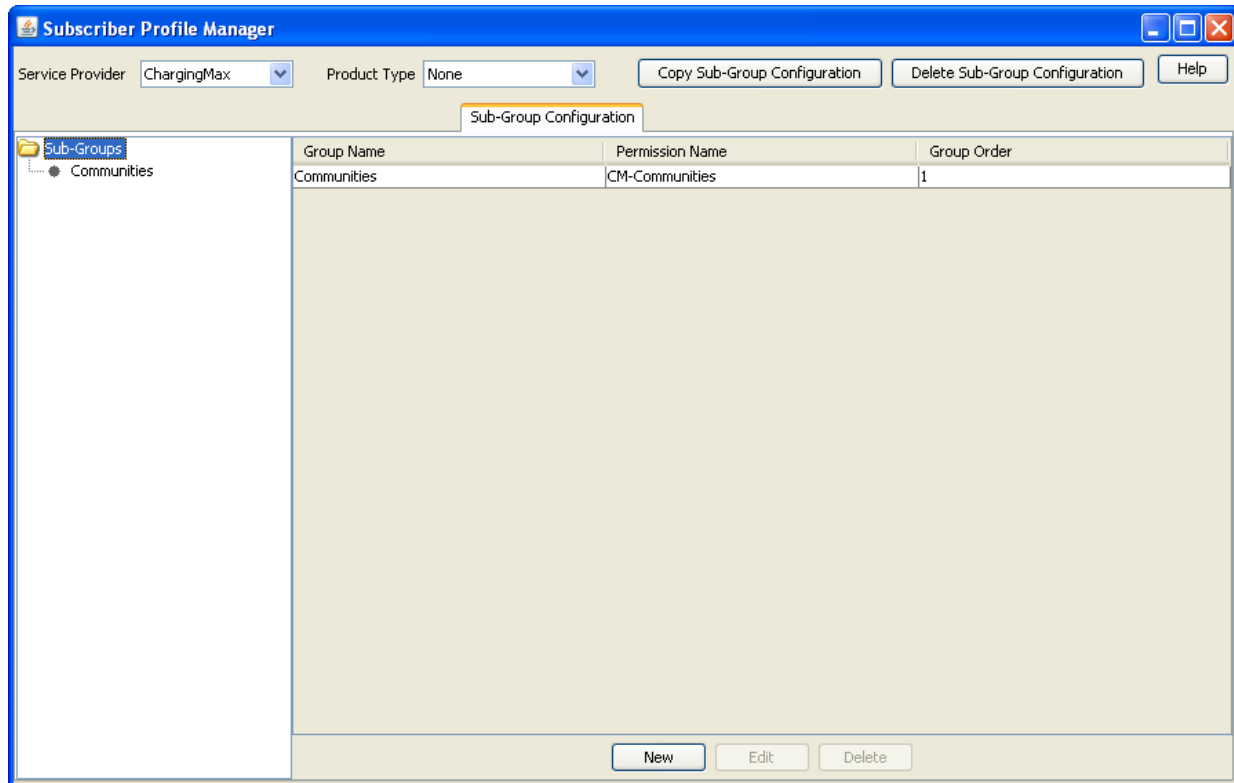 Subscriber Profile Manager
Service Provider ChargingMax Product Type None Copy Sub-Group Configuration Delete Sub-Group Configuration Help
Sub-Group Configuration
Sub-Groups
Communities
Group Name Permission Name Group Order
Communities CM-Communities 1
New Edit Delete